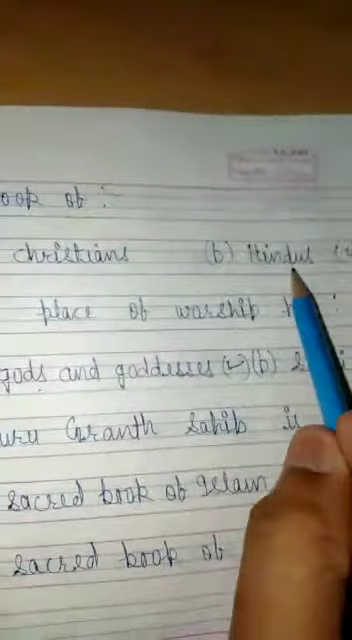 ook of :-
christians (b) Hindus
place of worship
gods and goddesses (✓) (b)
uru Granth Sahib is
sacred book of Islam
sacred book of